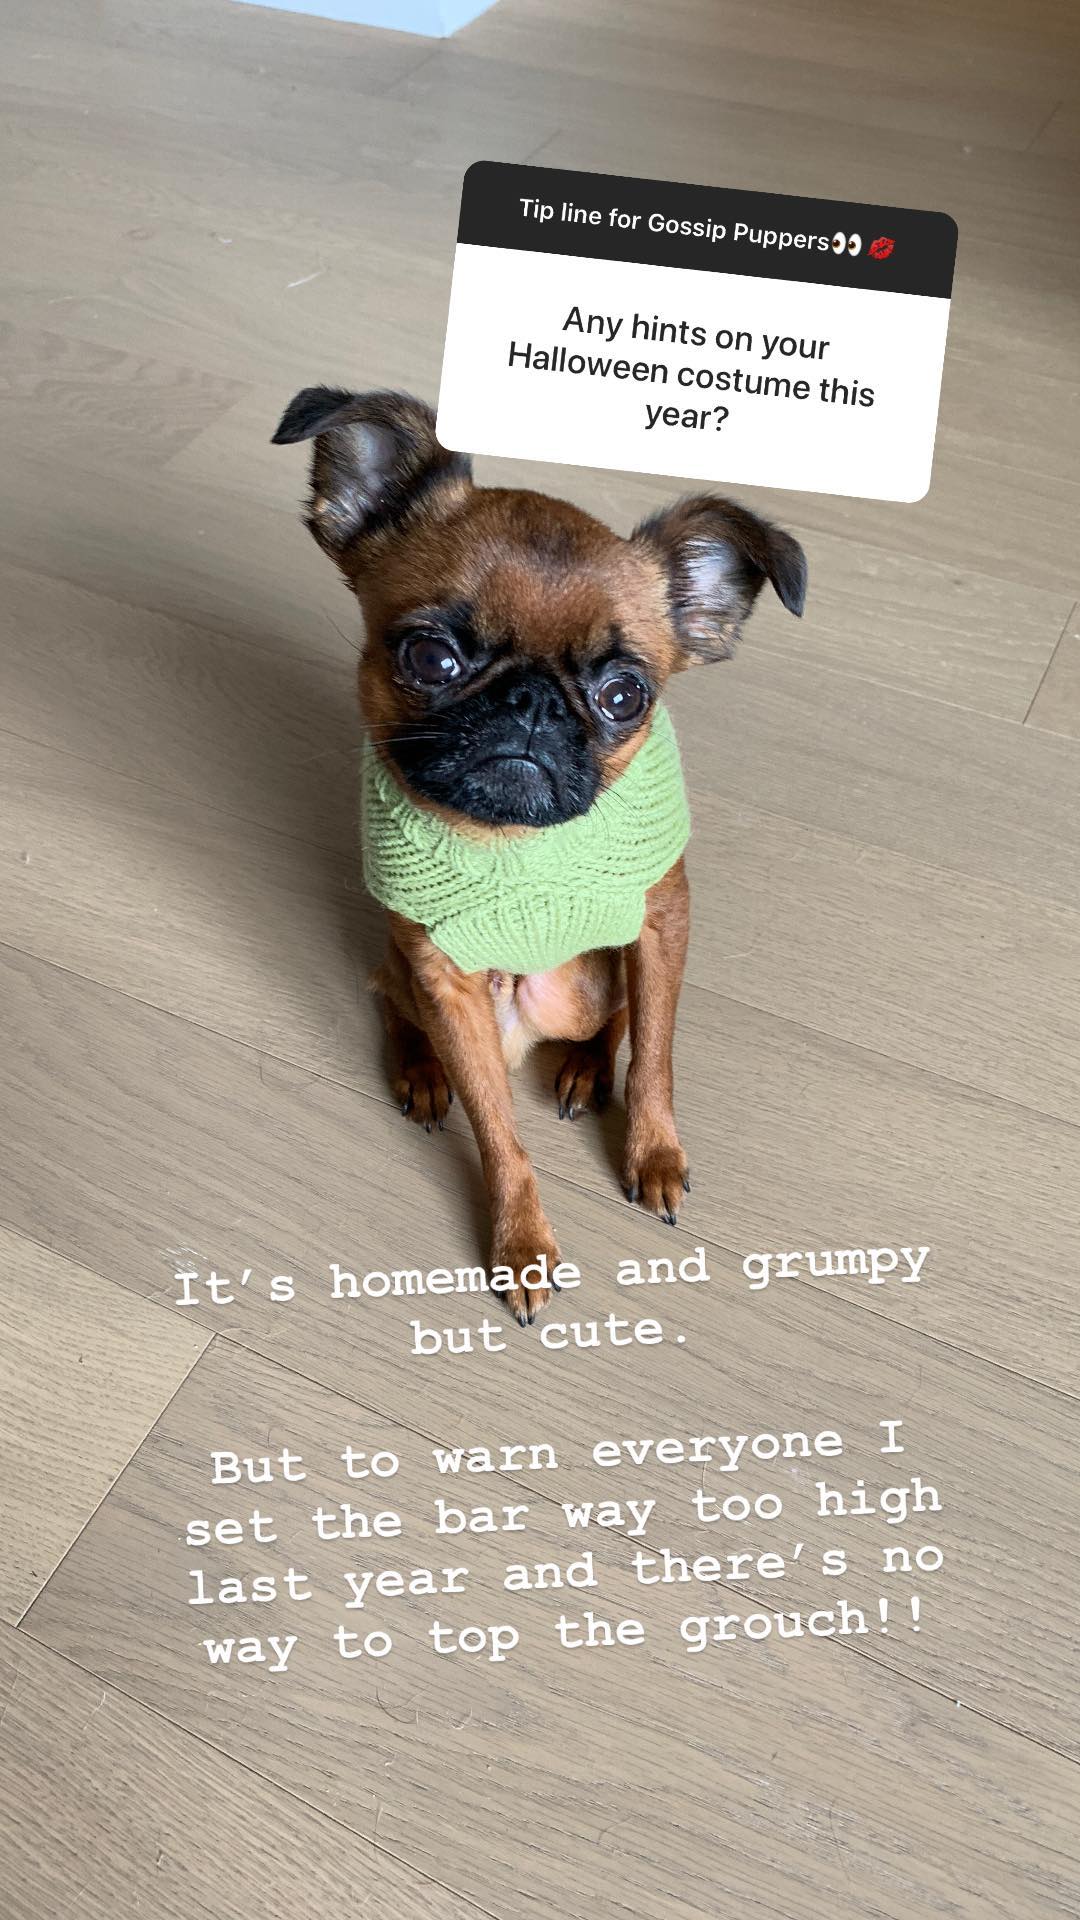 Tip line for Gossip Puppers👀💋
Any hints on your
Halloween costume this
year?
It's homemade and grumpy
but cute.
But to warn everyone I
set the bar way too high
last year and there's no
way to top the grouch!!